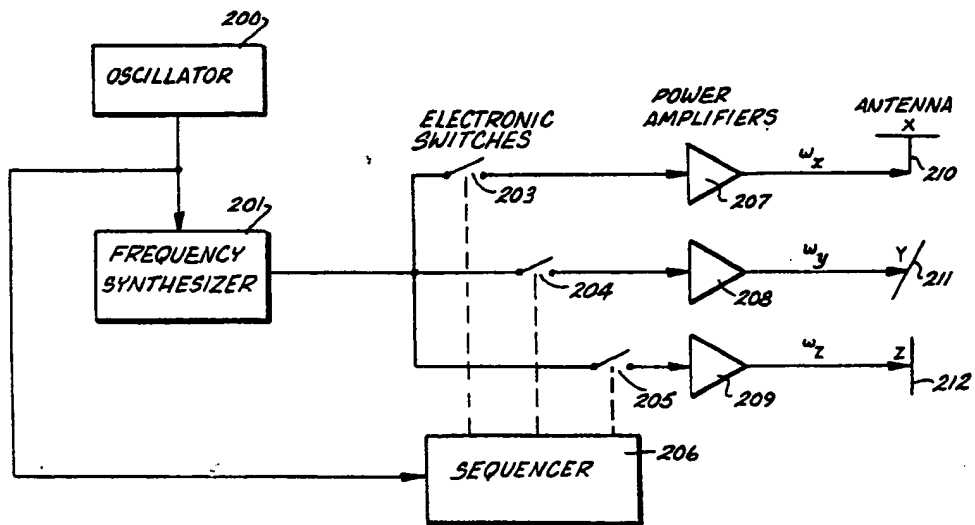 200
OSCILLATOR
201
FREQUENCY
SYNTHESIZER
ELECTRONIC
SWITCHES
203
204
205
POWER
AMPLIFIERS
207
208
209
ωx
ωy
ωz
ANTENNA
X
210
Y
211
Z
212
SEQUENCER
206